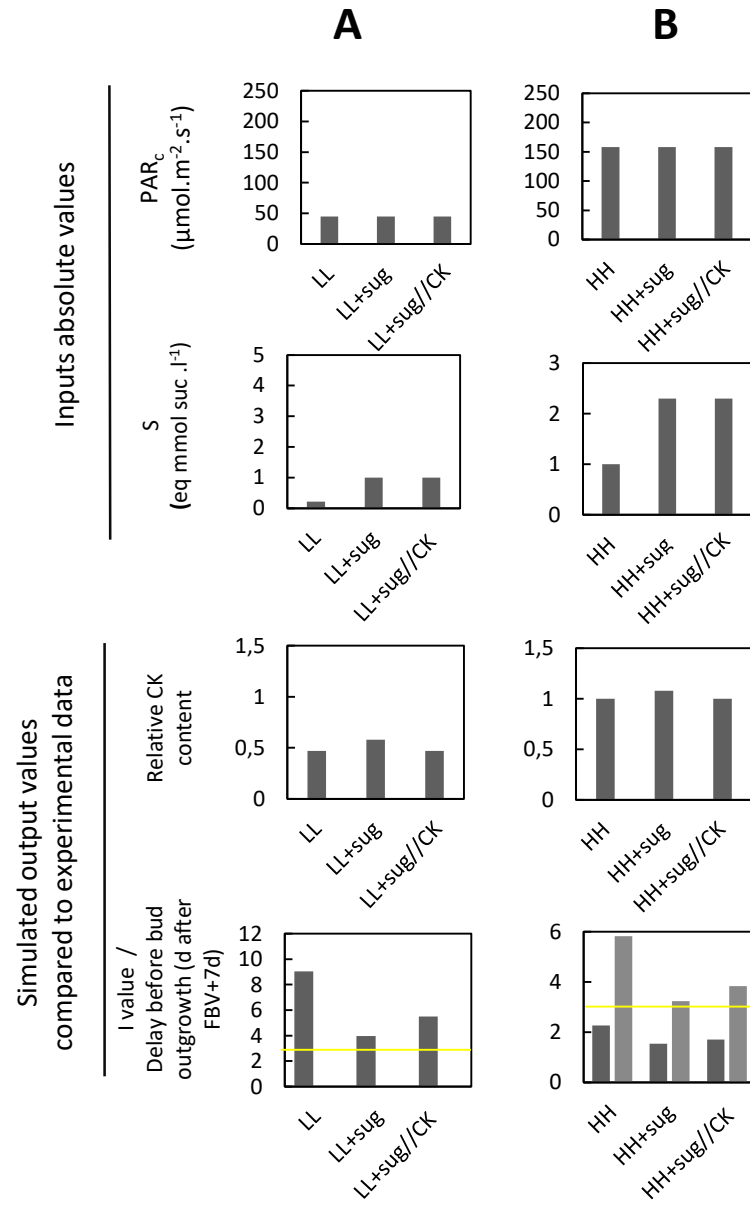 A
B
Inputs absolute values
PARc
(µmol.m-2.s-1)
250
200
150
100
50
0
LL
LL+sug
LL+sug//CK
250
200
150
100
50
0
HH
HH+sug
HH+sug//CK
S
(eq mmol suc .l-1)
5
4
3
2
1
0
LL
LL+sug
LL+sug//CK
3
2
1
0
HH
HH+sug
HH+sug//CK
Simulated output values
compared to experimental data
Relative CK
content
1,5
1
0,5
0
LL
LL+sug
LL+sug//CK
1,5
1
0,5
0
HH
HH+sug
HH+sug//CK
I value /
Delay before bud
outgrowth (d after
FBV+7d)
12
10
8
6
4
2
0
LL
LL+sug
LL+sug//CK
6
4
2
0
HH
HH+sug
HH+sug//CK